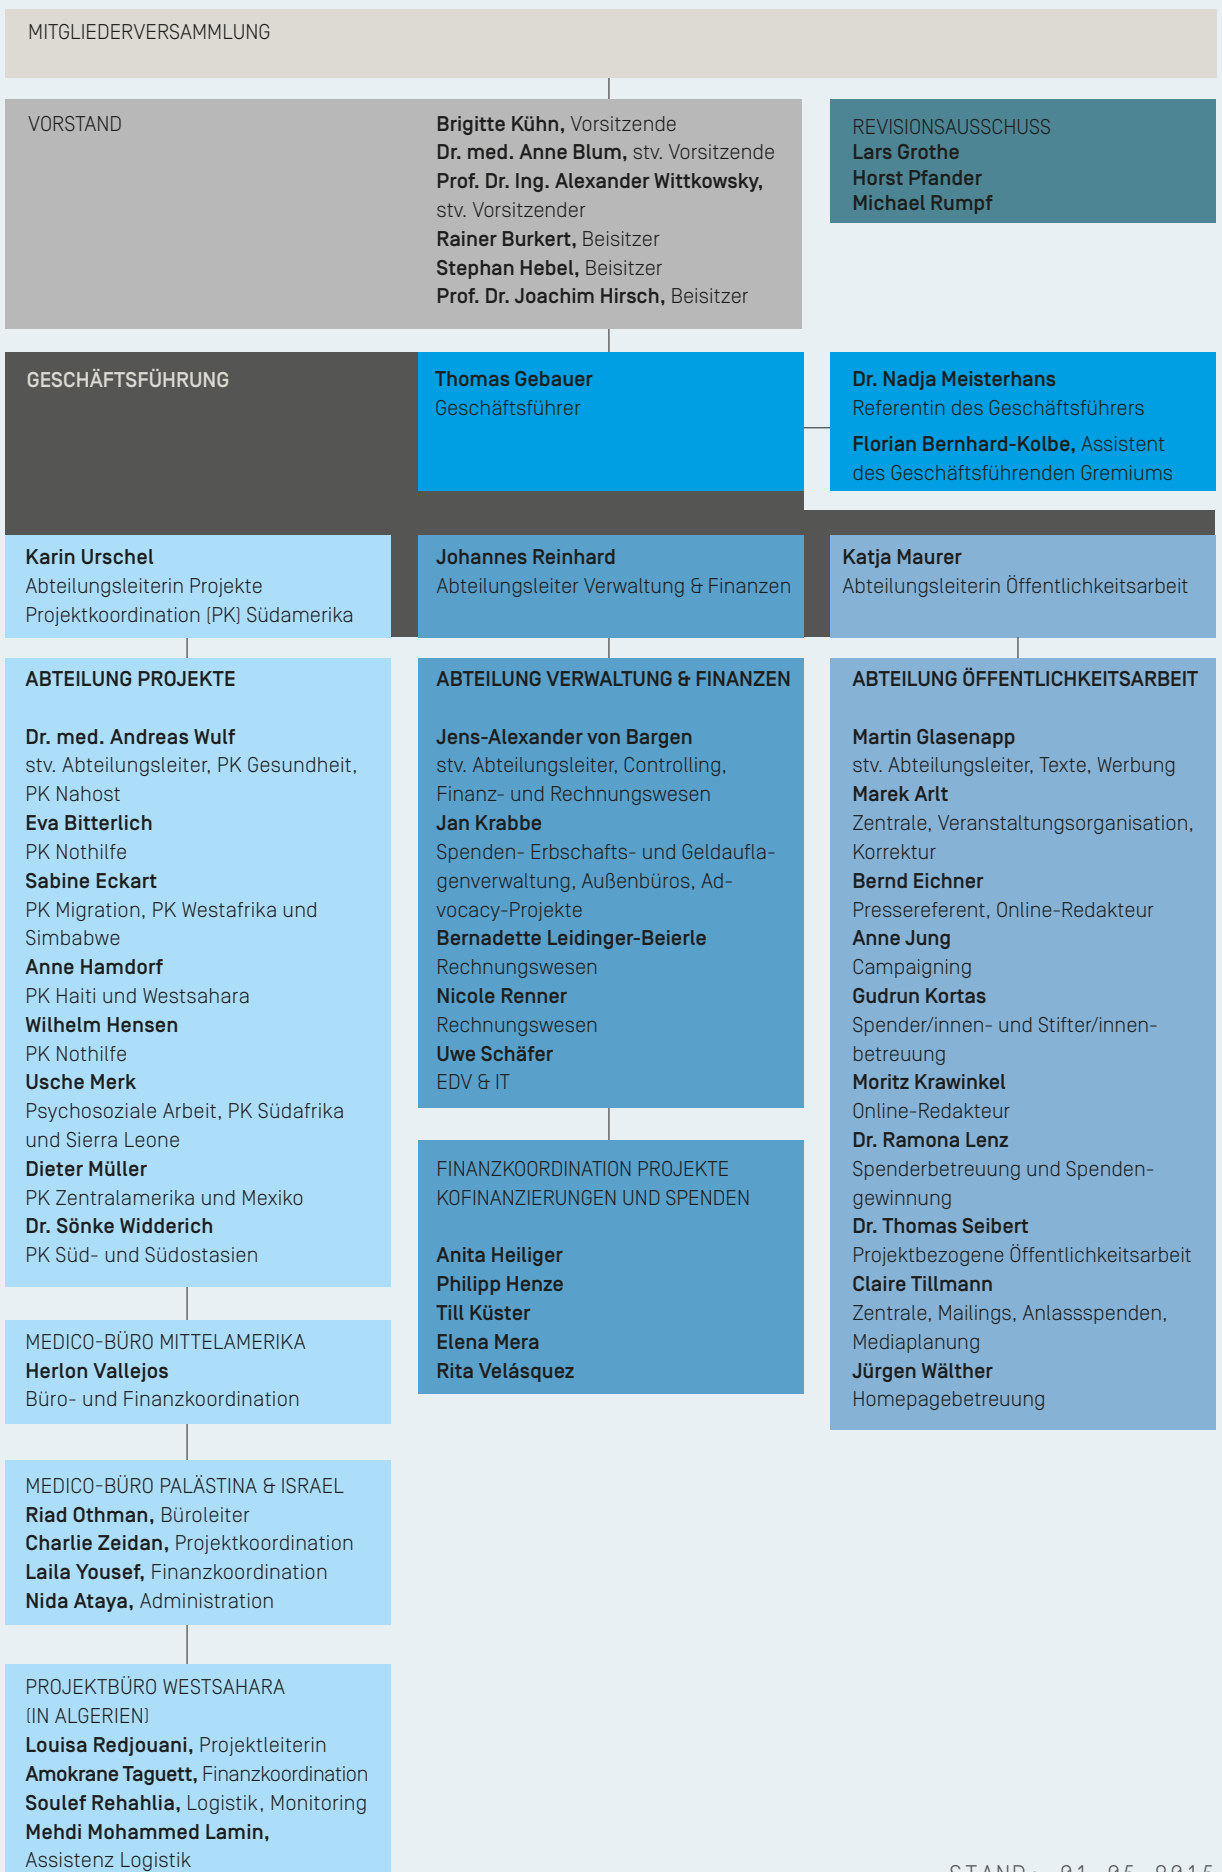 MITGLIEDERVERSAMMLUNG
VORSTAND
Brigitte Kühn, Vorsitzende
Dr. med. Anne Blum, stv. Vorsitzende
Prof. Dr. Ing. Alexander Wittkowsky,
stv. Vorsitzender
Rainer Burkert, Beisitzer
Stephan Hebel, Beisitzer
Prof. Dr. Joachim Hirsch, Beisitzer
REVISIONSAUSSCHUSS
Lars Grothe
Horst Pfander
Michael Rumpf
GESCHÄFTSFÜHRUNG
Thomas Gebauer
Geschäftsführer
Dr. Nadja Meisterhans
Referentin des Geschäftsführers
Florian Bernhard-Kolbe, Assistent
des Geschäftsführenden Gremiums
Karin Urschel
Abteilungsleiterin Projekte
Projektkoordination (PK) Südamerika
Johannes Reinhard
Abteilungsleiter Verwaltung & Finanzen
Katja Maurer
Abteilungsleiterin Öffentlichkeitsarbeit
ABTEILUNG PROJEKTE
Dr. med. Andreas Wulf
stv. Abteilungsleiter, PK Gesundheit,
PK Nahost
Eva Bitterlich
PK Nothilfe
Sabine Eckart
PK Migration, PK Westafrika und
Simbabwe
Anne Hamdorf
PK Haiti und Westsahara
Wilhelm Hensen
PK Nothilfe
Usche Merk
Psychosoziale Arbeit, PK Südafrika
und Sierra Leone
Dieter Müller
PK Zentralamerika und Mexiko
Dr. Sönke Widderich
PK Süd- und Südostasien
MEDICO-BÜRO MITTELAMERIKA
Herlon Vallejos
Büro- und Finanzkoordination
MEDICO-BÜRO PALÄSTINA & ISRAEL
Riad Othman, Büroleiter
Charlie Zeidan, Projektkoordination
Laila Yousef, Finanzkoordination
Nida Ataya, Administration
PROJEKTBÜRO WESTSAHARA
(IN ALGERIEN)
Louisa Redjouani, Projektleiterin
Amokrane Taguett, Finanzkoordination
Soulef Rehahlia, Logistik, Monitoring
Mehdi Mohammed Lamin,
Assistenz Logistik
ABTEILUNG VERWALTUNG & FINANZEN
Jens-Alexander von Bargen
stv. Abteilungsleiter, Controlling,
Finanz- und Rechnungswesen
Jan Krabbe
Spenden- Erbschafts- und Geldaufla-
genverwaltung, Außenbüros, Ad-
vocacy-Projekte
Bernadette Leidinger-Beierle
Rechnungswesen
Nicole Renner
Rechnungswesen
Uwe Schäfer
EDV & IT
FINANZKOORDINATION PROJEKTE
KOFINANZIERUNGEN UND SPENDEN
Anita Heiliger
Philipp Henze
Till Küster
Elena Mera
Rita Velásquez
ABTEILUNG ÖFFENTLICHKEITSARBEIT
Martin Glasenapp
stv. Abteilungsleiter, Texte, Werbung
Marek Arlt
Zentrale, Veranstaltungsorganisation,
Korrektur
Bernd Eichner
Pressereferent, Online-Redakteur
Anne Jung
Campaigning
Gudrun Kortas
Spender/innen- und Stifter/innen-
betreuung
Moritz Krawinkel
Online-Redakteur
Dr. Ramona Lenz
Spenderbetreuung und Spenden-
gewinnung
Dr. Thomas Seibert
Projektbezogene Öffentlichkeitsarbeit
Claire Tillmann
Zentrale, Mailings, Anlassspenden,
Mediaplanung
Jürgen Wälther
Homepagebetreuung
STAND: 01.05.2015